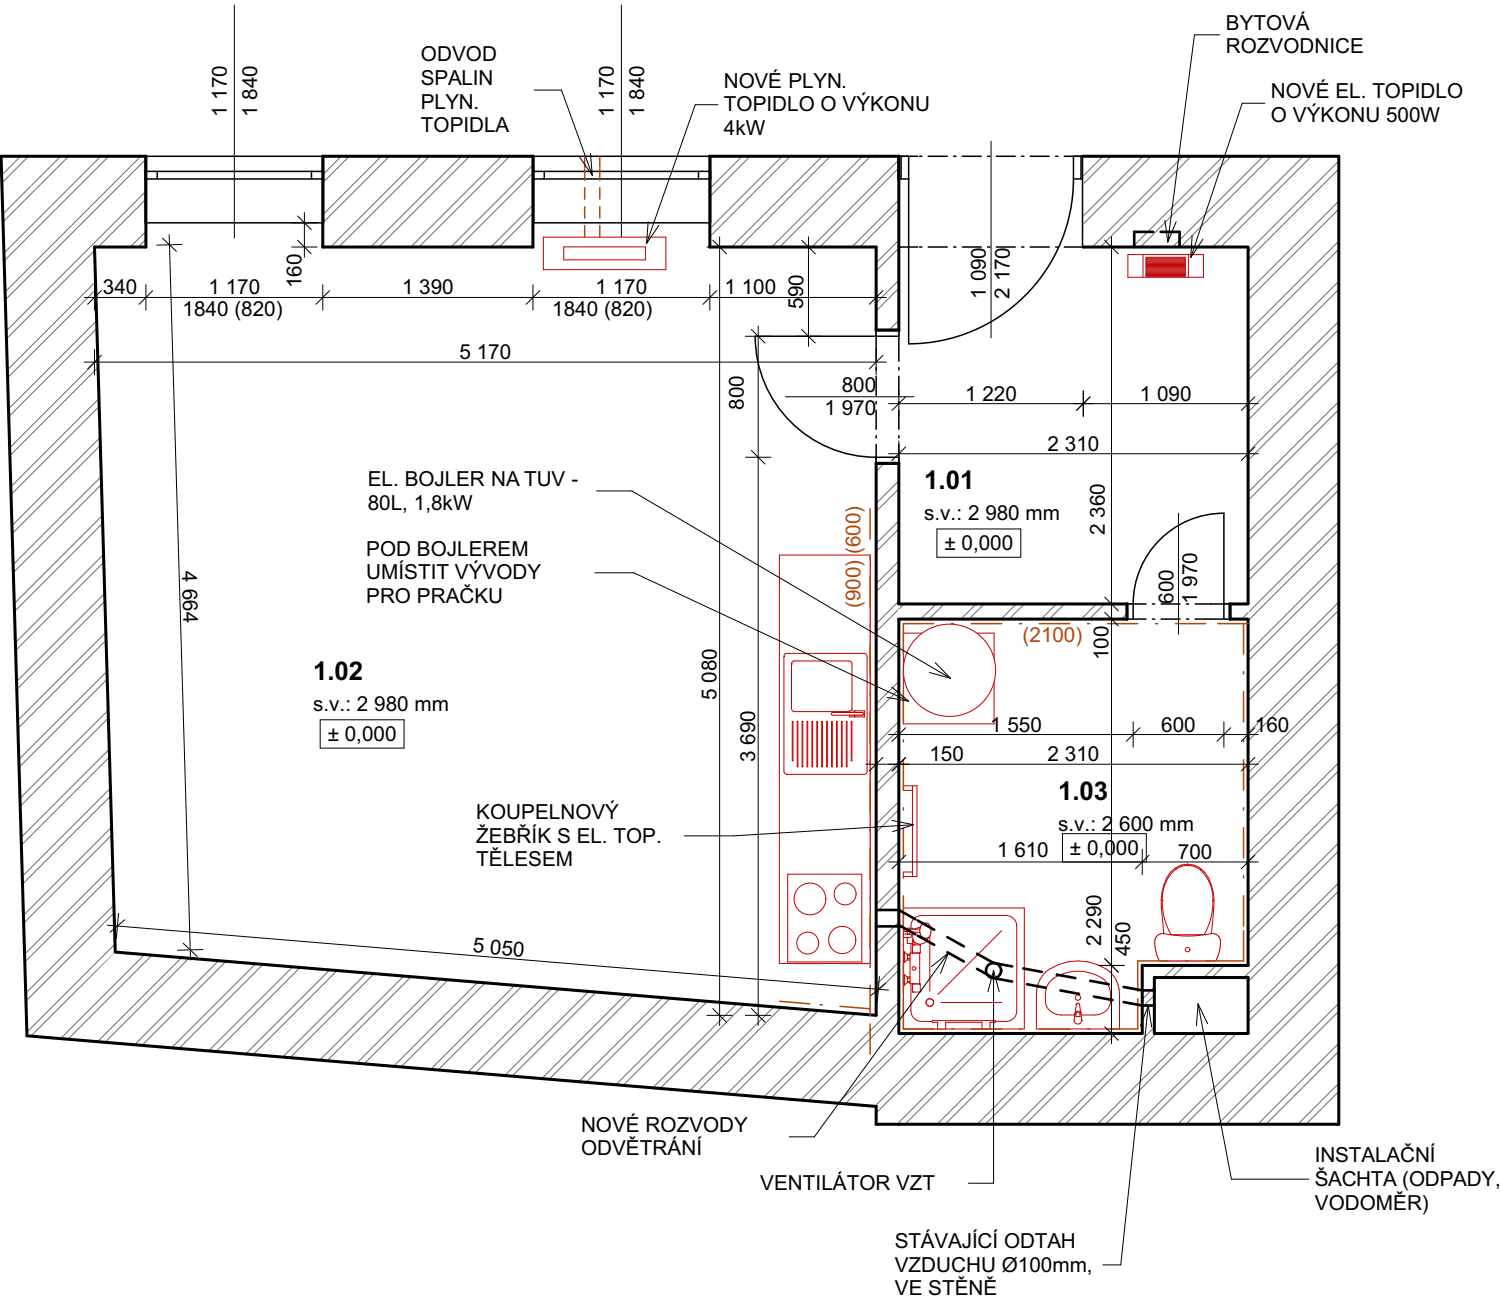 BYTOVÁ
ROZVODNICE
ODVOD
SPALIN
PLYN.
TOPIDLA
NOVÉ PLYN.
TOPIDLO O VÝKONU
4kW
NOVÉ EL. TOPIDLO
O VÝKONU 500W
1 170
1 840
1 170
1 840
1 090
2 170
160
590
340
1 170
1840 (820)
1 390
1 170
1840 (820)
1 100
5 170
800
800
1 970
1 220
1 090
2 310
EL. BOJLER NA TUV -
80L, 1,8kW
1.01
s.v.: 2 980 mm
± 0,000
2 360
POD BOJLEREM
UMÍSTIT VÝVODY
PRO PRAČKU
(900) (600)
600
1 970
4 664
(2100)
100
1.02
s.v.: 2 980 mm
± 0,000
5 080
3 690
1 550
600
160
150
2 310
1.03
s.v.: 2 600 mm
± 0,000
KOUPELNOVÝ
ŽEBŘÍK S EL. TOP.
TĚLESEM
1 610
700
2 290
450
5 050
NOVÉ ROZVODY
ODVĚTRÁNÍ
VENTILÁTOR VZT
INSTALAČNÍ
ŠACHTA (ODPADY,
VODOMĚR)
STÁVAJÍCÍ ODTAH
VZDUCHU Ø100mm,
VE STĚNĚ